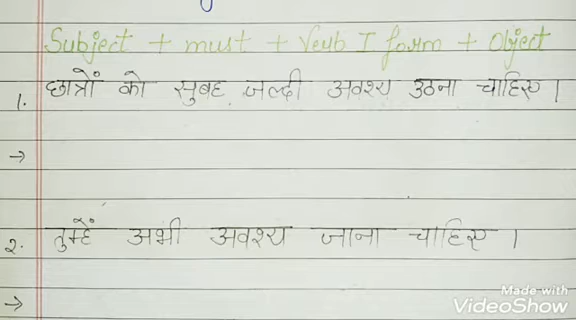 Subject + must + Verb I form + Object
1. छात्रों को सुबह जल्दी अवश्य उठना चाहिए।
→
2. तुम्हें अभी अवश्य जाना चाहिए।
→
Made with
VideoShow